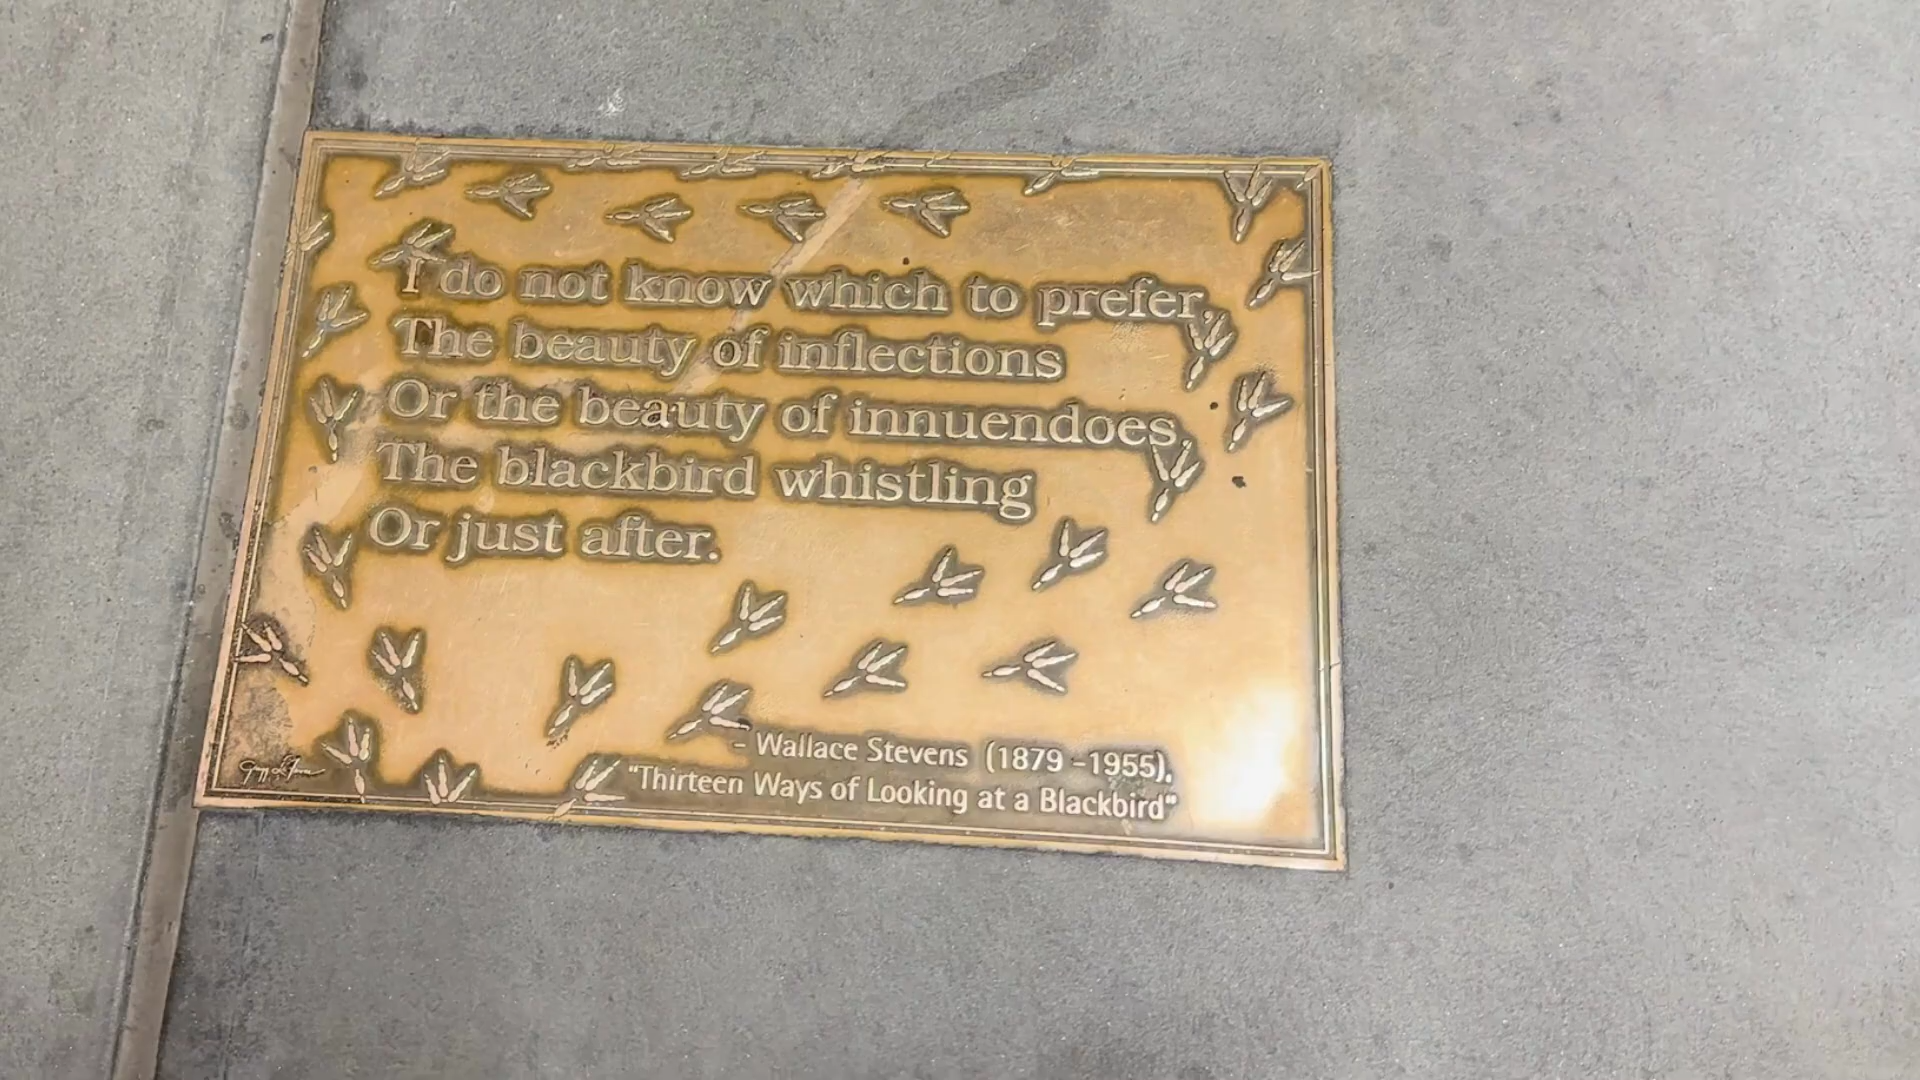 I do not know which to prefer,
The beauty of inflections
Or the beauty of innuendoes,
The blackbird whistling
Or just after.
- Wallace Stevens (1879 -1955),
"Thirteen Ways of Looking at a Blackbird"